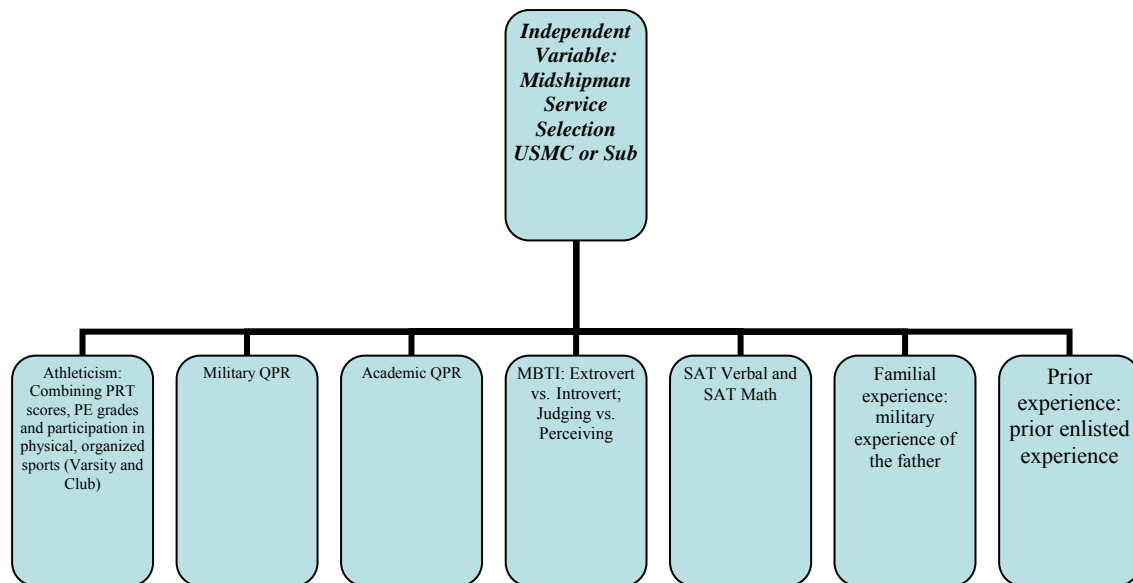 Independent
Variable:
Midshipman
Service
Selection
USMC or Sub
Athleticism:
Combining PRT
scores, PE grades
and participation in
physical, organized
sports (Varsity and
Club)
Military QPR
Academic QPR
MBTI: Extrovert
vs. Introvert;
Judging vs.
Perceiving
SAT Verbal and
SAT Math
Familial
experience:
military
experience of
the father
Prior
experience:
prior enlisted
experience